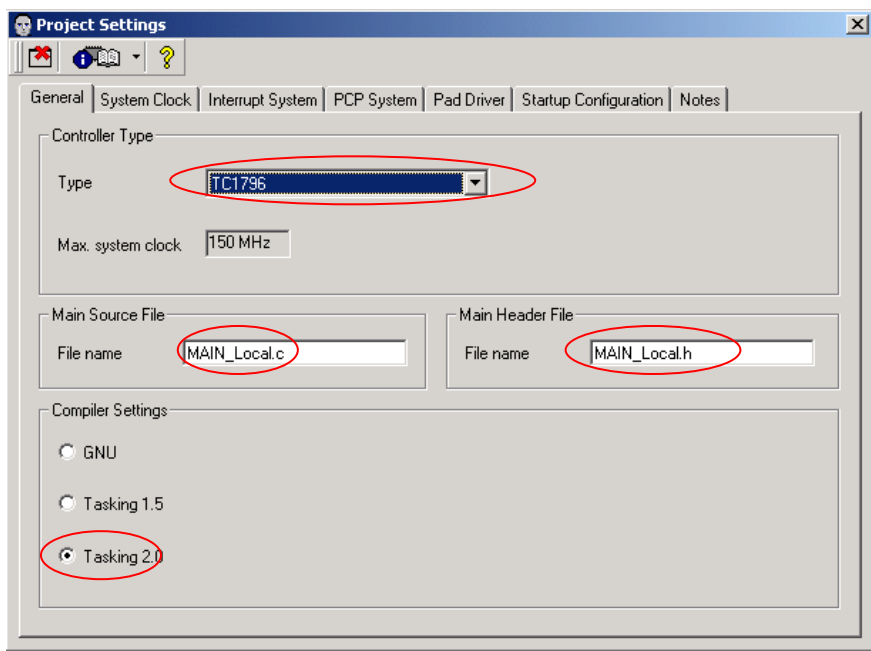 Project Settings
General System Clock Interrupt System PCP System Pad Driver Startup Configuration Notes
Controller Type
Type TC1796
Max. system clock 150 MHz
Main Source File
File name MAIN_Local.c
Main Header File
File name MAIN_Local.h
Compiler Settings
GNU
Tasking 1.5
Tasking 2.0